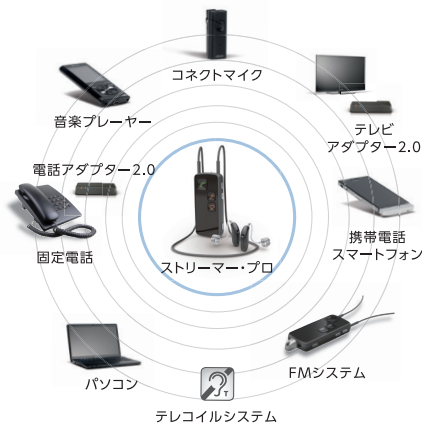 コネクトマイク
音楽プレーヤー
テレビ
アダプター2.0
電話アダプター2.0
固定電話
ストリーマー・プロ
携帯電話
スマートフォン
パソコン
FMシステム
T
テレコイルシステム